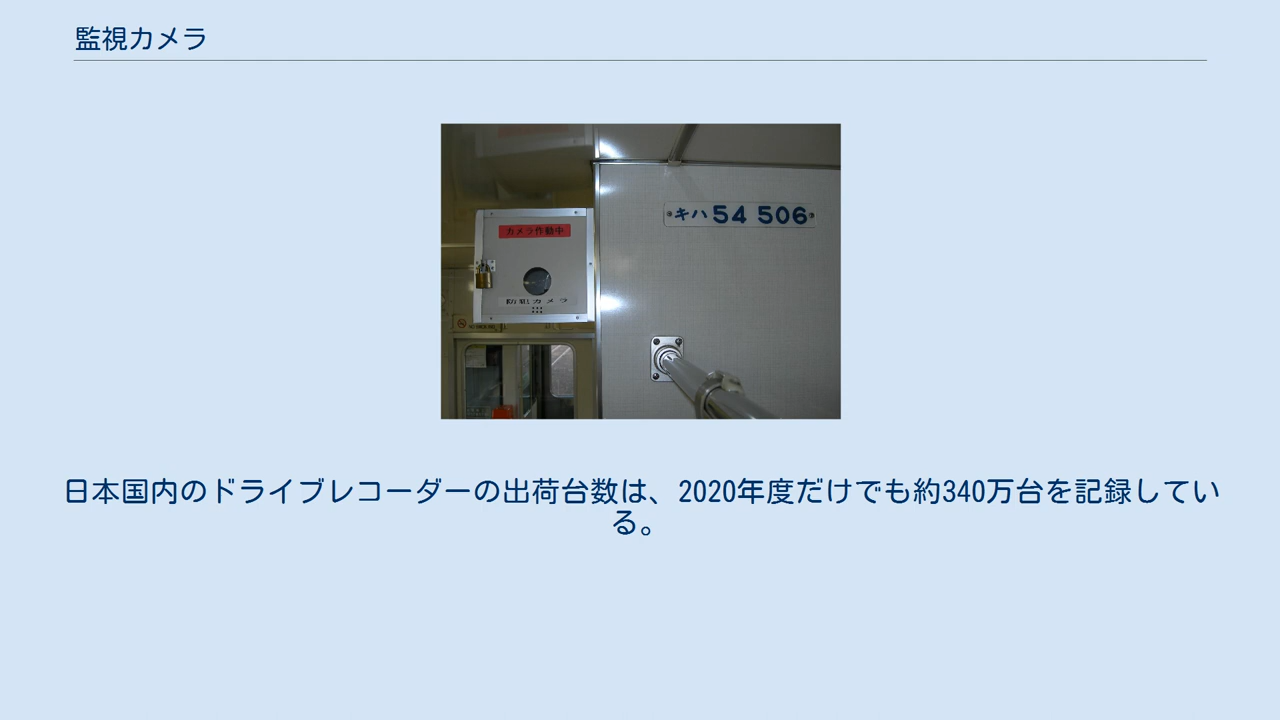 監視カメラ
キハ 54 506
カメラ作動中
防犯カメラ
日本国内のドライブレコーダーの出荷台数は、2020年度だけでも約340万台を記録してい
る。